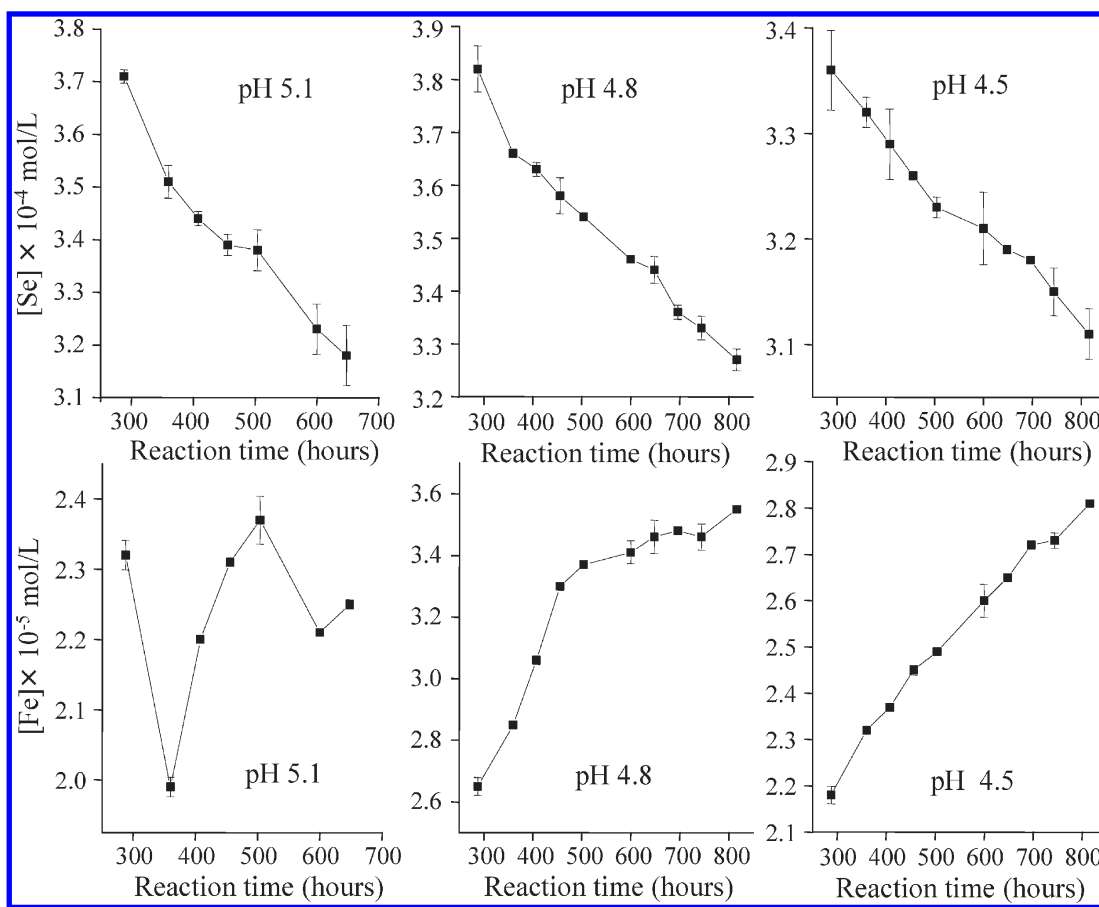 [Se] × 10⁻⁴ mol/L
3.8
3.7
3.6
3.5
3.4
3.3
3.2
3.1
pH 5.1
300 400 500 600 700
Reaction time (hours)
3.9
3.8
3.7
3.6
3.5
3.4
3.3
3.2
pH 4.8
300 400 500 600 700 800
Reaction time (hours)
3.4
3.3
3.2
3.1
pH 4.5
300 400 500 600 700 800
Reaction time (hours)
[Fe]× 10⁻⁵ mol/L
2.4
2.3
2.2
2.1
2.0
pH 5.1
300 400 500 600 700
Reaction time (hours)
3.6
3.4
3.2
3.0
2.8
2.6
pH 4.8
300 400 500 600 700 800
Reaction time (hours)
2.9
2.8
2.7
2.6
2.5
2.4
2.3
2.2
2.1
pH 4.5
300 400 500 600 700 800
Reaction time (hours)